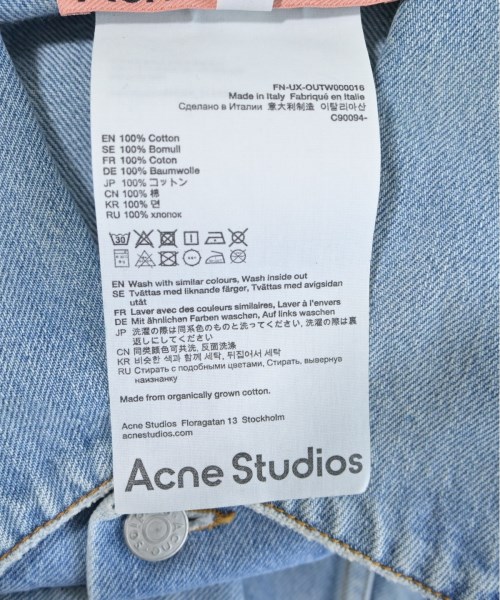 FN-UX-OUTW000016
Made in Italy Fabriqué en Italie
Сделано в Италии 意大利制造 이탈리아산
C90094-
EN 100% Cotton
SE 100% Bomull
FR 100% Coton
DE 100% Baumwolle
JP 100% コットン
CN 100% 棉
KR 100% 면
RU 100% хлопок
30
EN Wash with similar colours, Wash inside out
SE Tvättas med liknande färger, Tvättas med avigsidan
utåt
FR Laver avec des couleurs similaires, Laver à l'envers
DE Mit ähnlichen Farben waschen, Auf links waschen
JP 洗濯の際は同系色のものと洗ってください, 洗濯の際は裏
返しにしてください
CN 同类颜色可共洗, 反面洗涤
KR 비슷한 색과 함께 세탁, 뒤집어서 세탁
RU Стирать с подобными цветами, Стирать, вывернув
наизнанку
Made from organically grown cotton.
Acne Studios Floragatan 13 Stockholm
acnestudios.com
Acne Studios
Acne